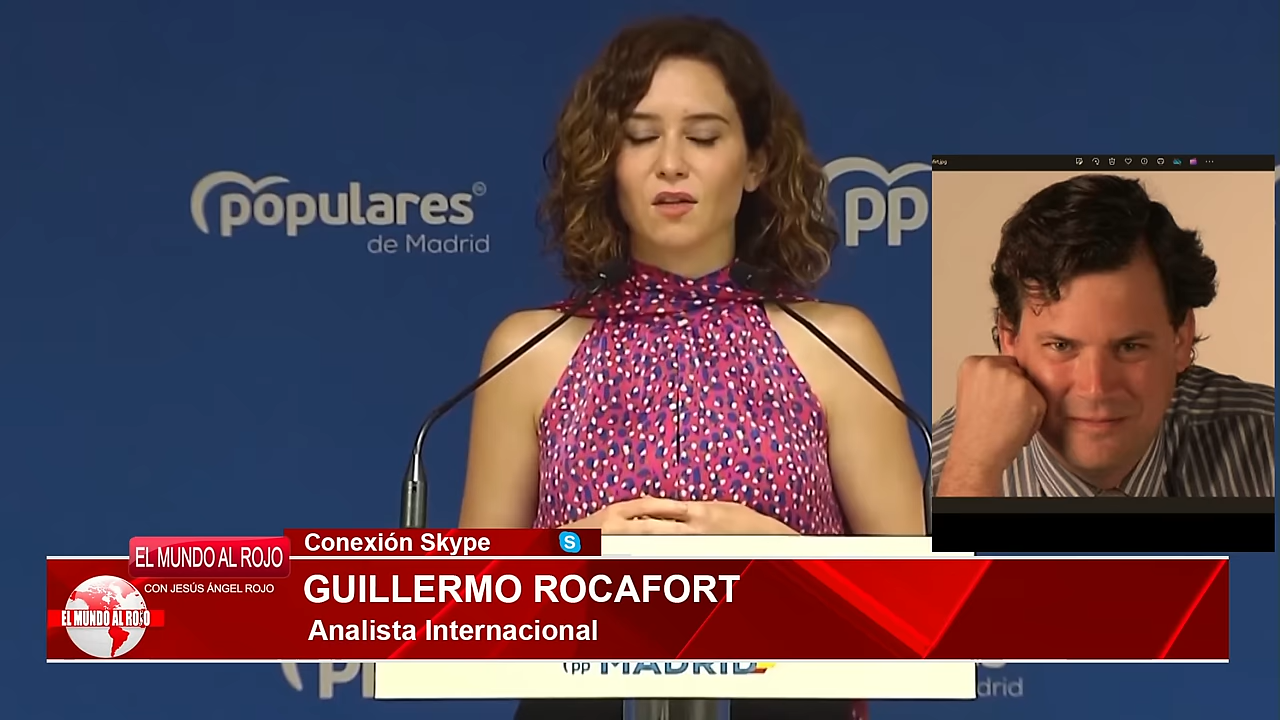 populares
de Madrid
pp
Conexión Skype
EL MUNDO AL ROJO
CON JESÚS ÁNGEL ROJO
EL MUNDO AL ROJO
GUILLERMO ROCAFORT
Analista Internacional
pp MADRID
drid